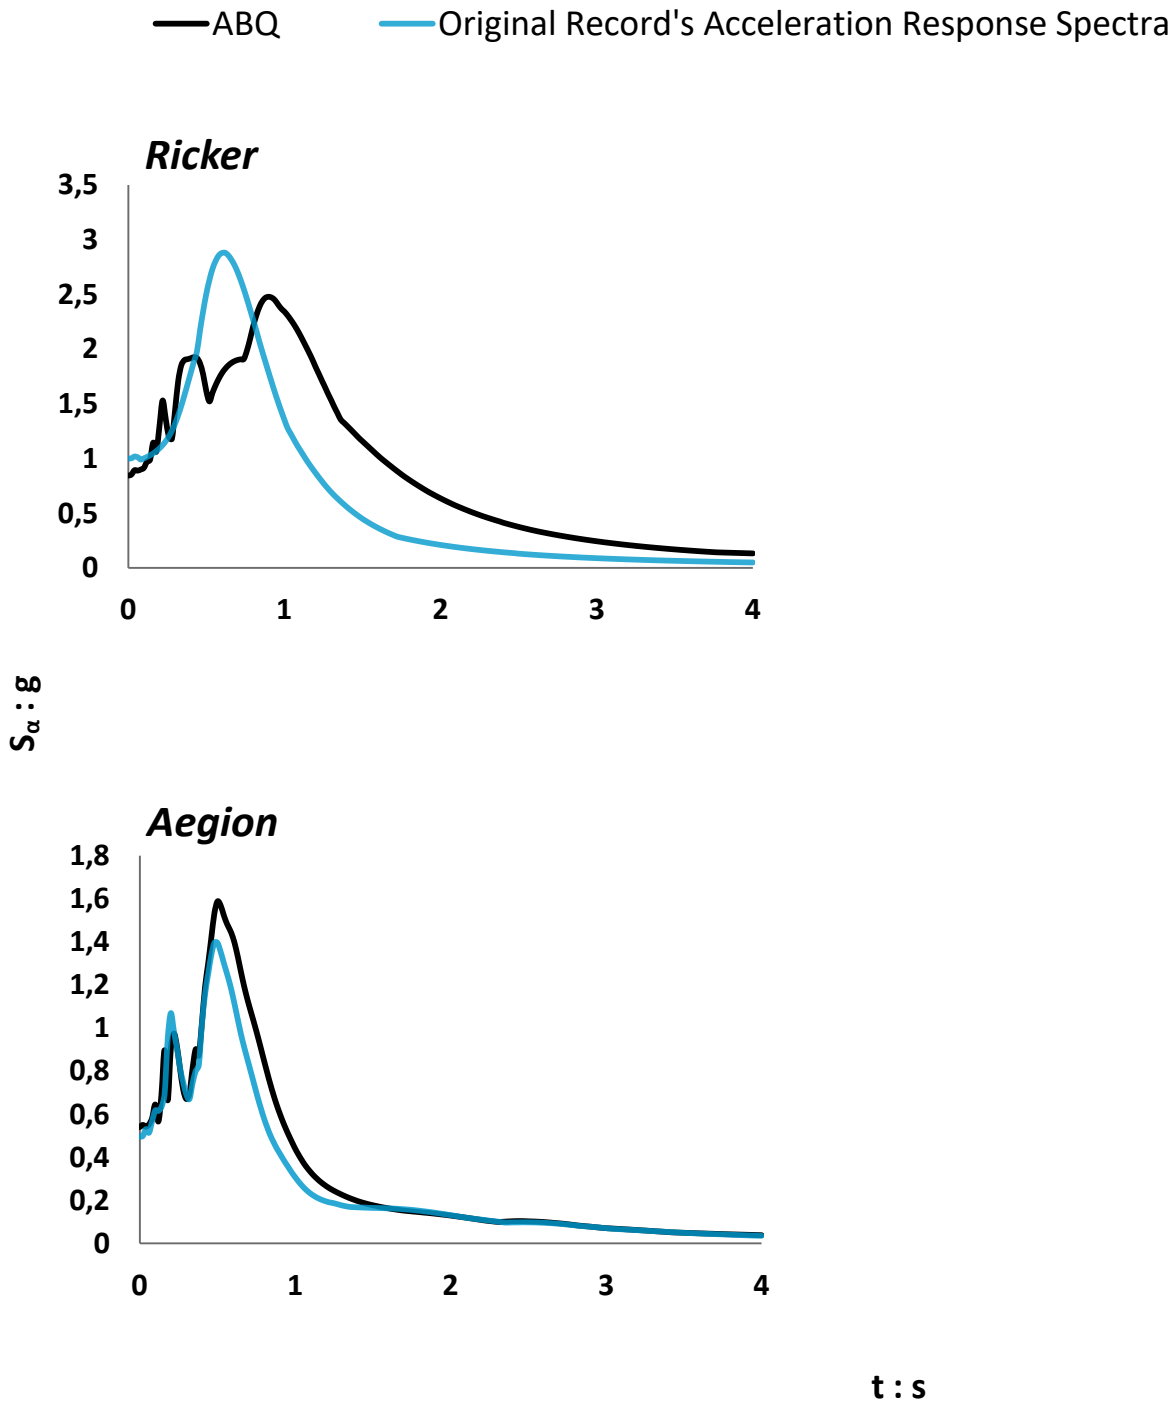 ABQ Original Record's Acceleration Response Spectra
Ricker
3,5
3
2,5
2
1,5
1
0,5
0
0 1 2 3 4
Sα : g
Aegion
1,8
1,6
1,4
1,2
1
0,8
0,6
0,4
0,2
0
0 1 2 3 4
t : s